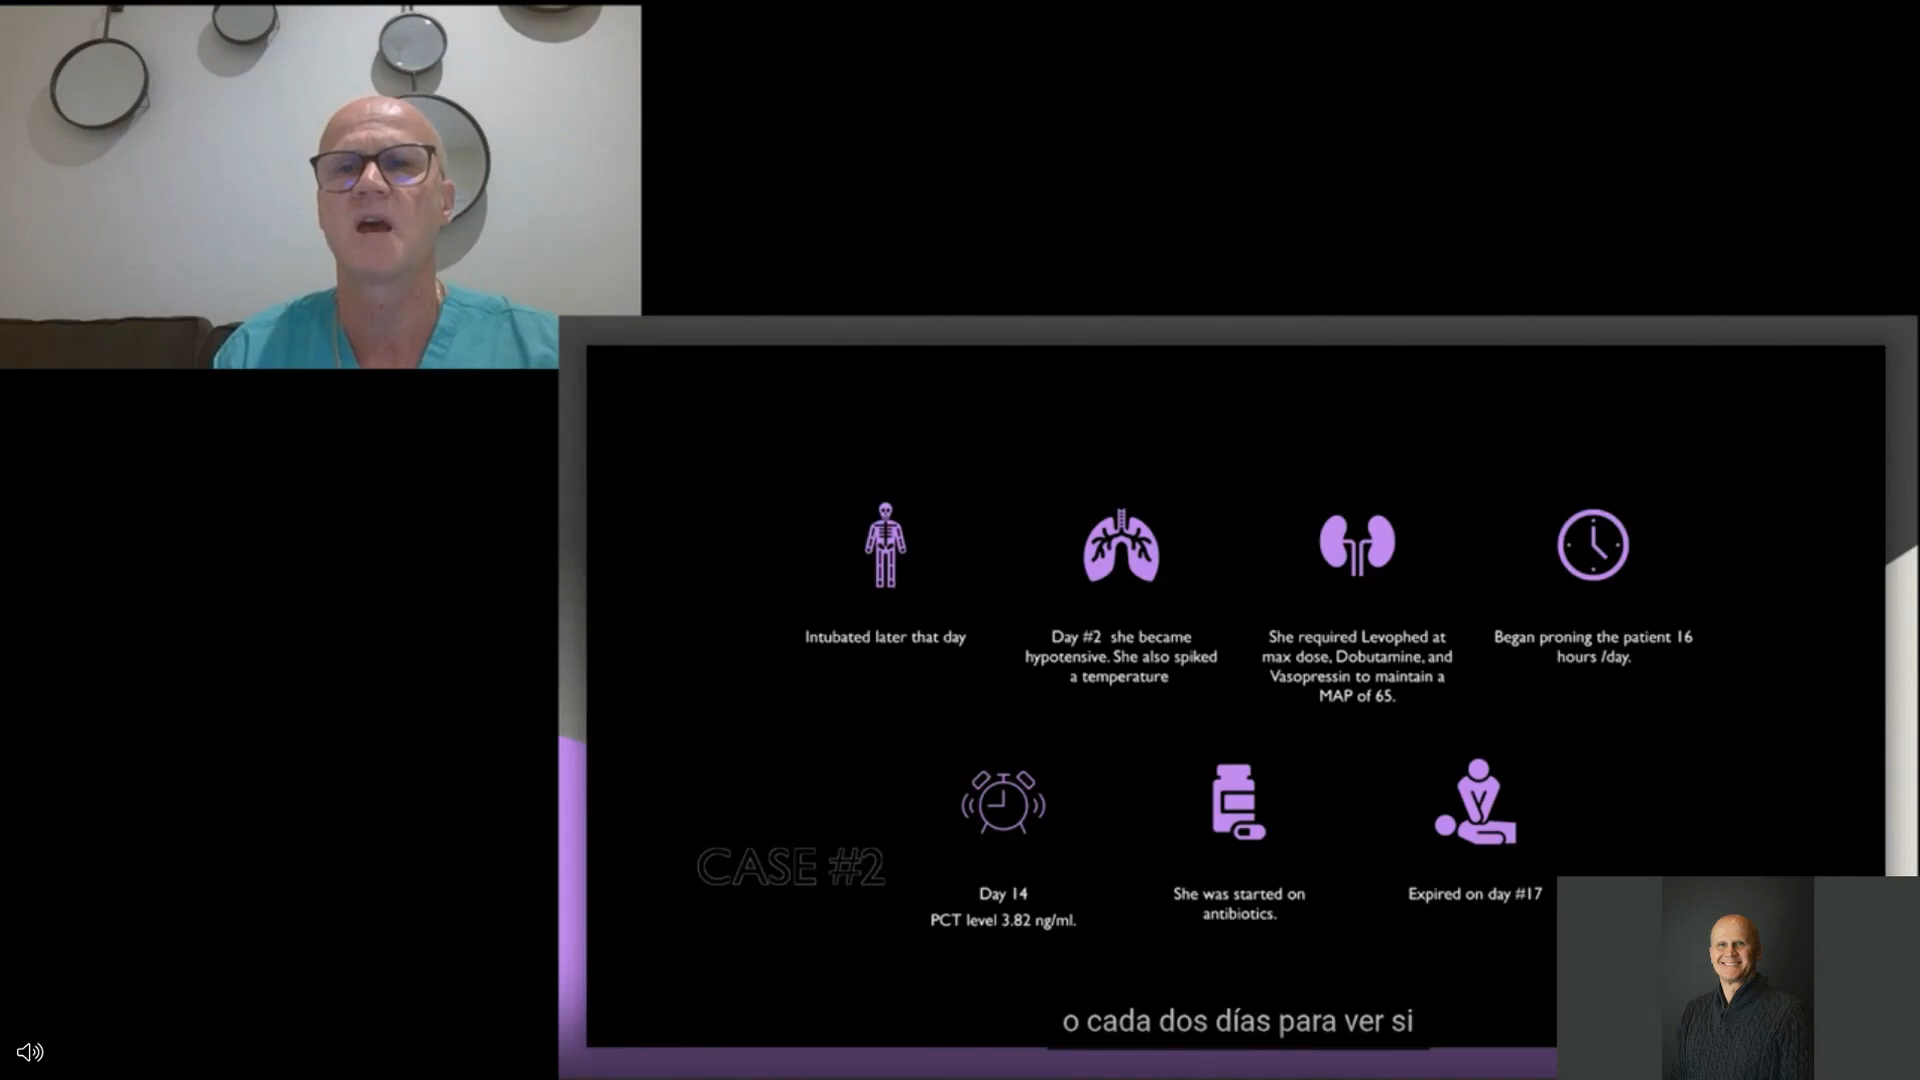 Intubated later that day
Day #2 she became
hypotensive. She also spiked
a temperature
She required Levophed at
max dose, Dobutamine, and
Vasopressin to maintain a
MAP of 65.
Began proning the patient 16
hours /day.
CASE #2
Day 14
PCT level 3.82 ng/ml.
She was started on
antibiotics.
Expired on day #17
o cada dos días para ver si